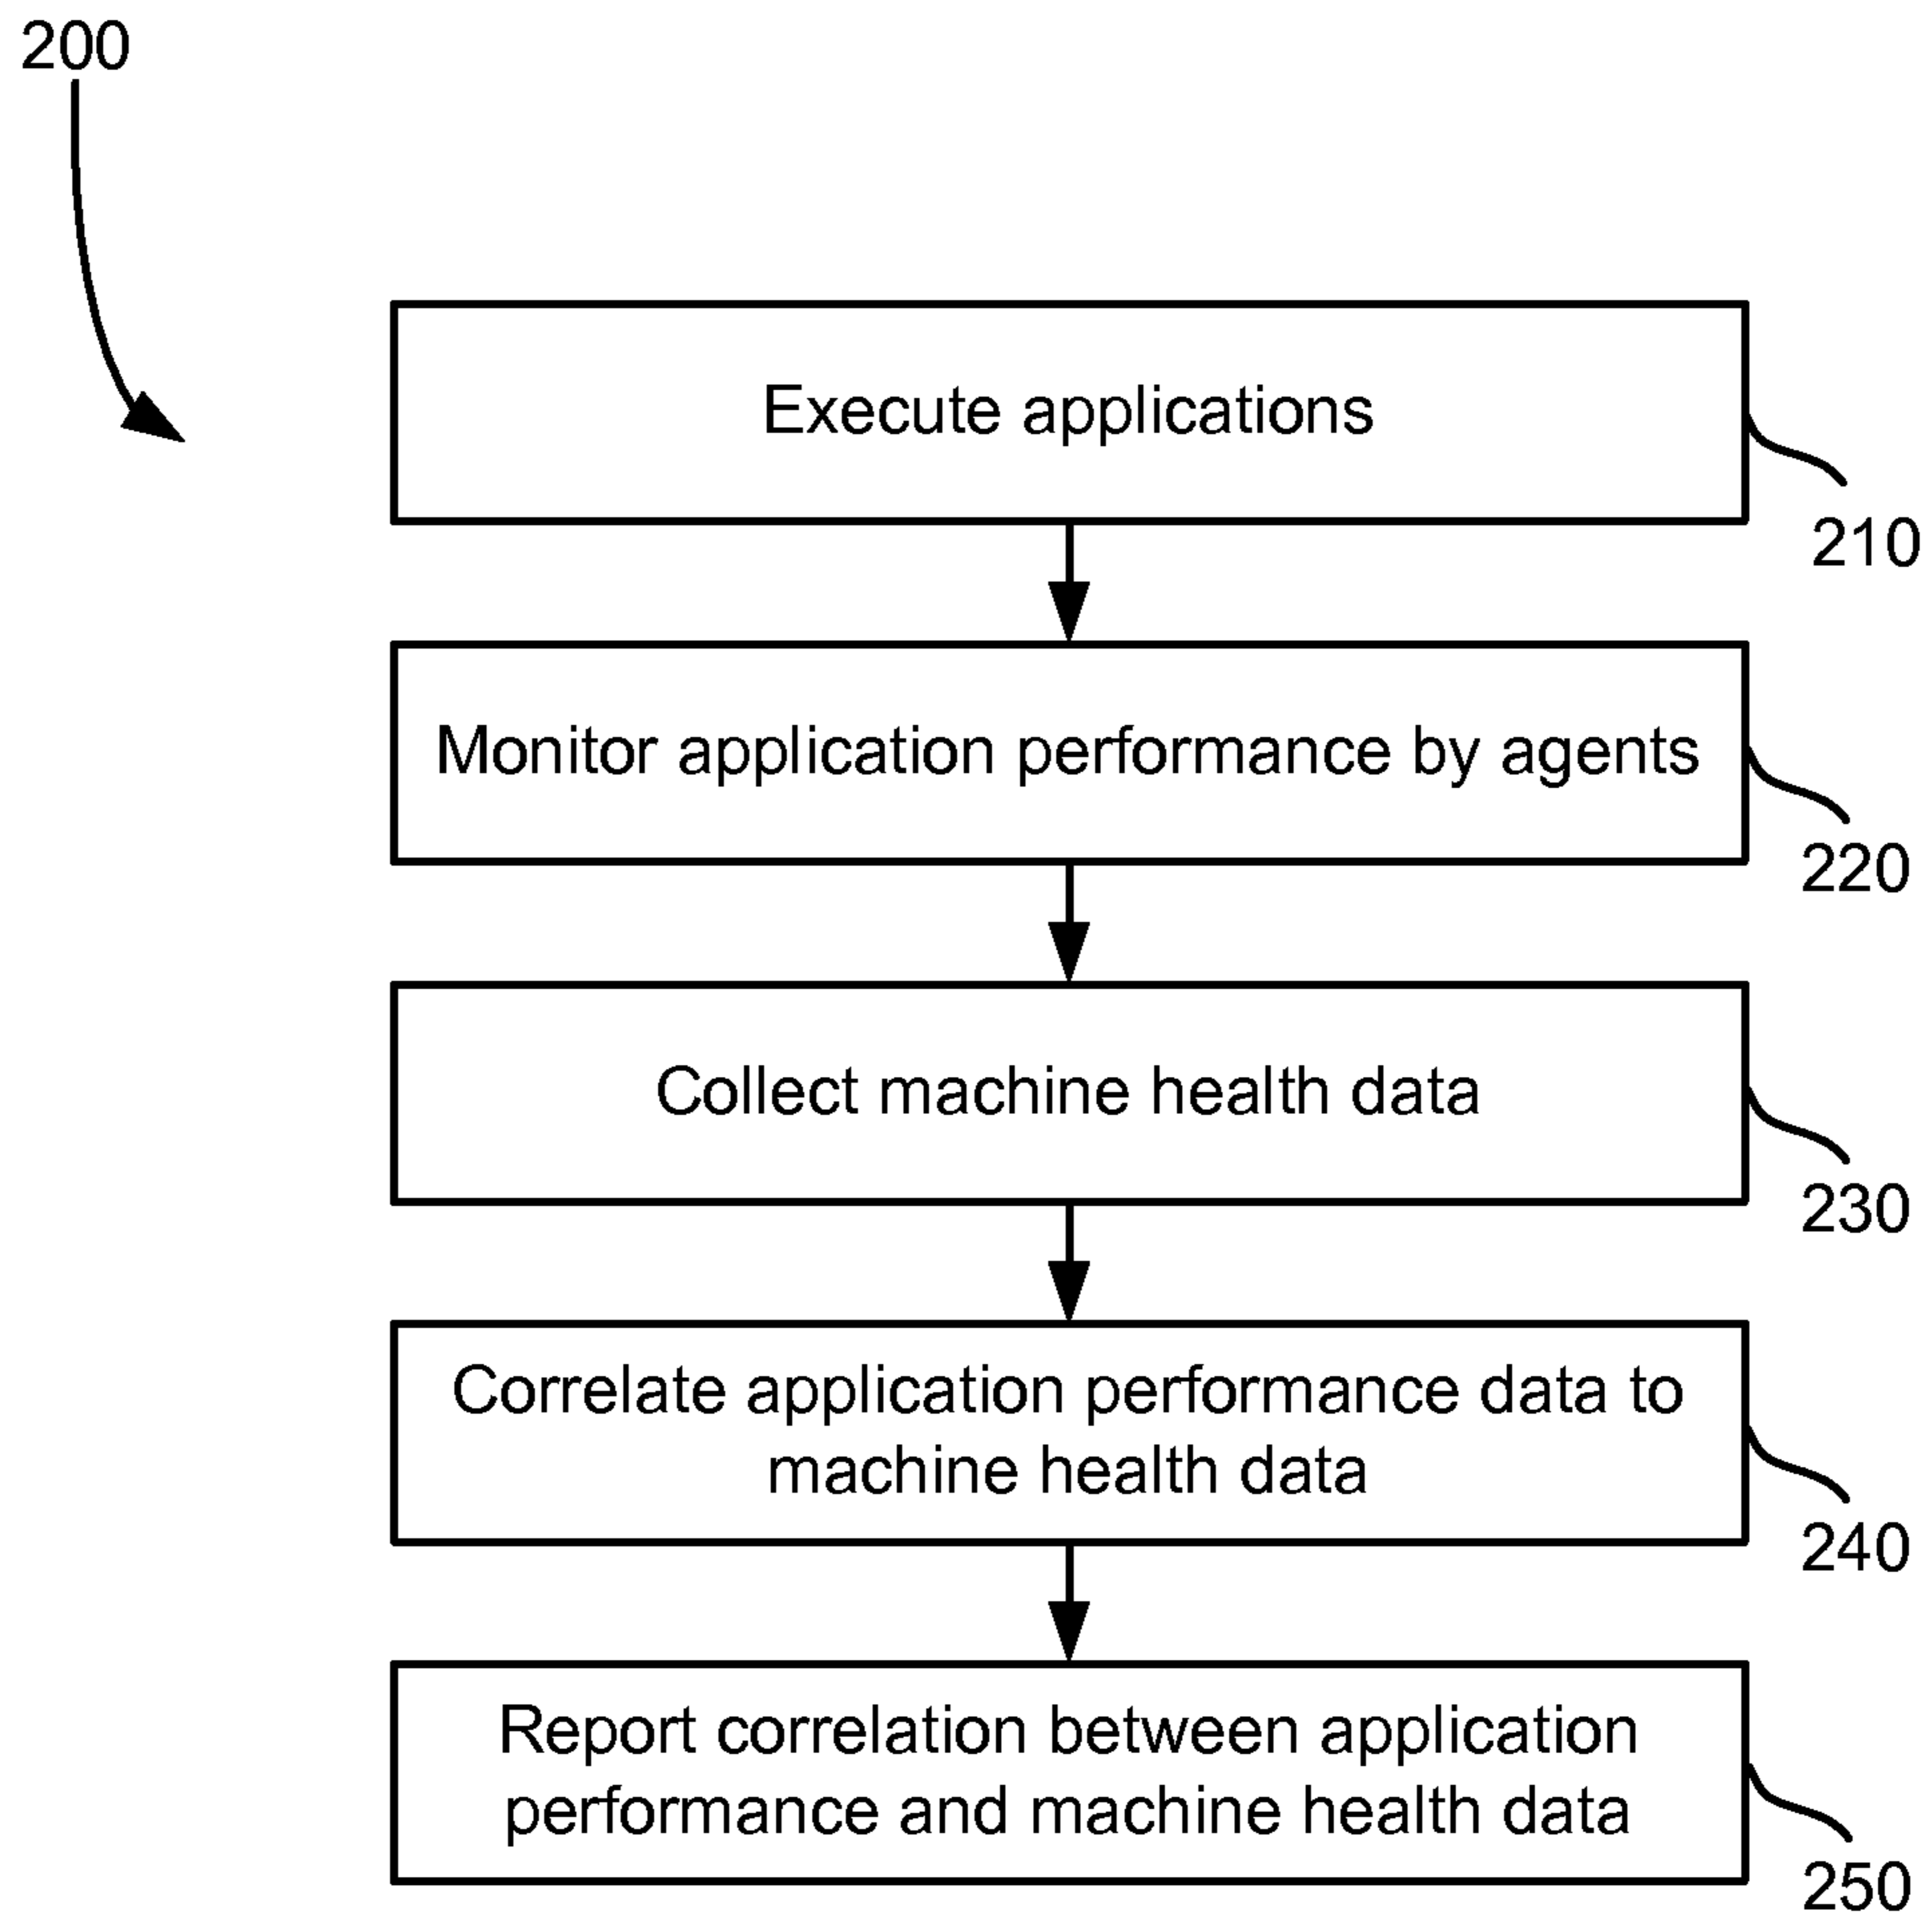 200
Execute applications
210
Monitor application performance by agents
220
Collect machine health data
230
Correlate application performance data to
machine health data
240
Report correlation between application
performance and machine health data
250